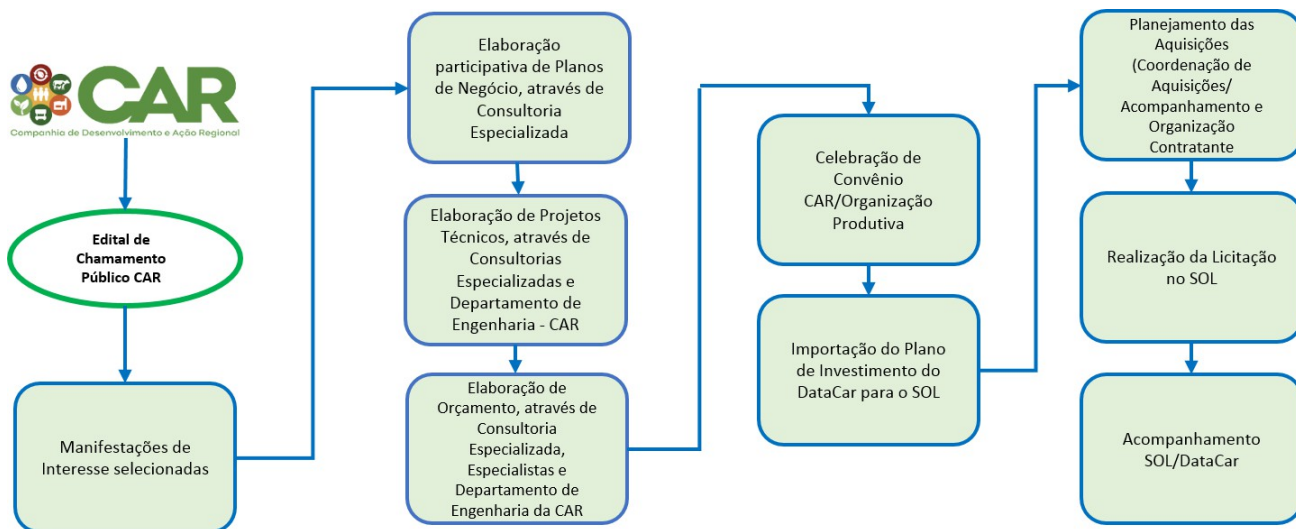 CAR
Companhia de Desenvolvimento e Ação Regional
Edital de
Chamamento
Público CAR
Manifestações de
Interesse selecionadas
Elaboração
participativa de Planos
de Negócio, através de
Consultoria
Especializada
Elaboração de Projetos
Técnicos, através de
Consultorias
Especializadas e
Departamento de
Engenharia - CAR
Elaboração de
Orçamento, através de
Consultoria
Especializada,
Especialistas e
Departamento de
Engenharia da CAR
Celebração de
Convênio
CAR/Organização
Produtiva
Importação do Plano
de Investimento do
DataCar para o SOL
Planejamento das
Aquisições
(Coordenação de
Aquisições/
Acompanhamento e
Organização
Contratante
Realização da Licitação
no SOL
Acompanhamento
SOL/DataCar